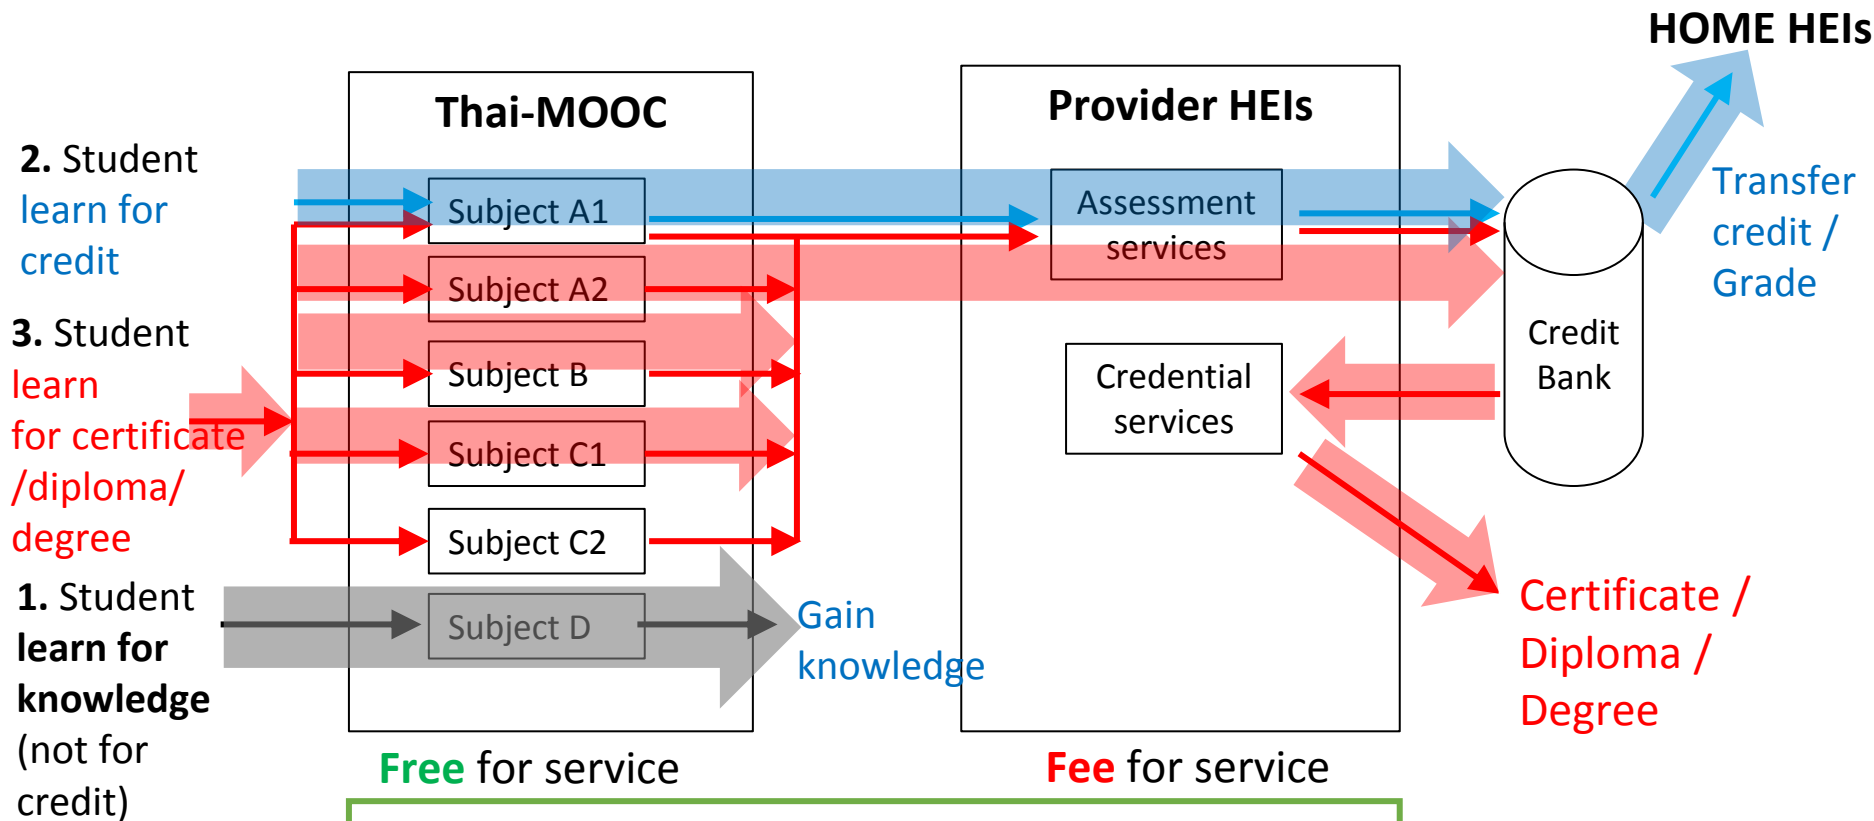 HOME HEIs
Thai-MOOC
Provider HEIs
2. Student
learn for
credit
Subject A1
Assessment
services
Transfer
credit /
Grade
Subject A2
3. Student
learn
for certificate
/diploma/
degree
Subject B
Credential
services
Credit
Bank
Subject C1
Subject C2
1. Student
learn for
knowledge
(not for
credit)
Subject D
Gain
knowledge
Certificate /
Diploma /
Degree
Free for service
Fee for service